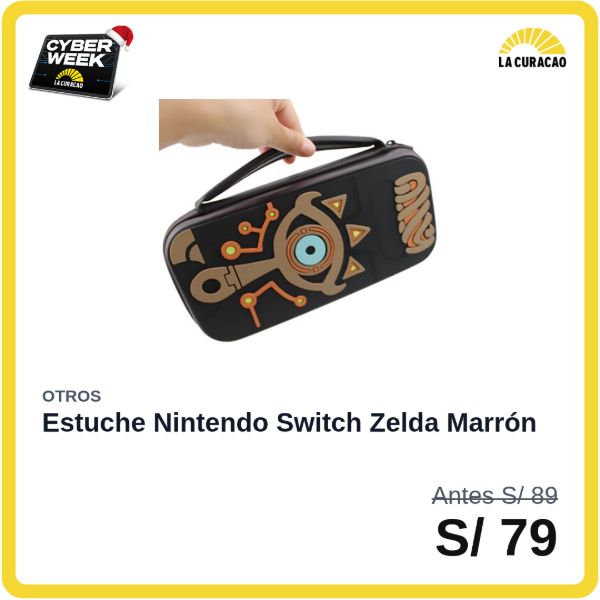 CYBER
WEEK
LA CURACAO
LA CURACAO
OTROS
Estuche Nintendo Switch Zelda Marrón
Antes S/ 89
S/ 79